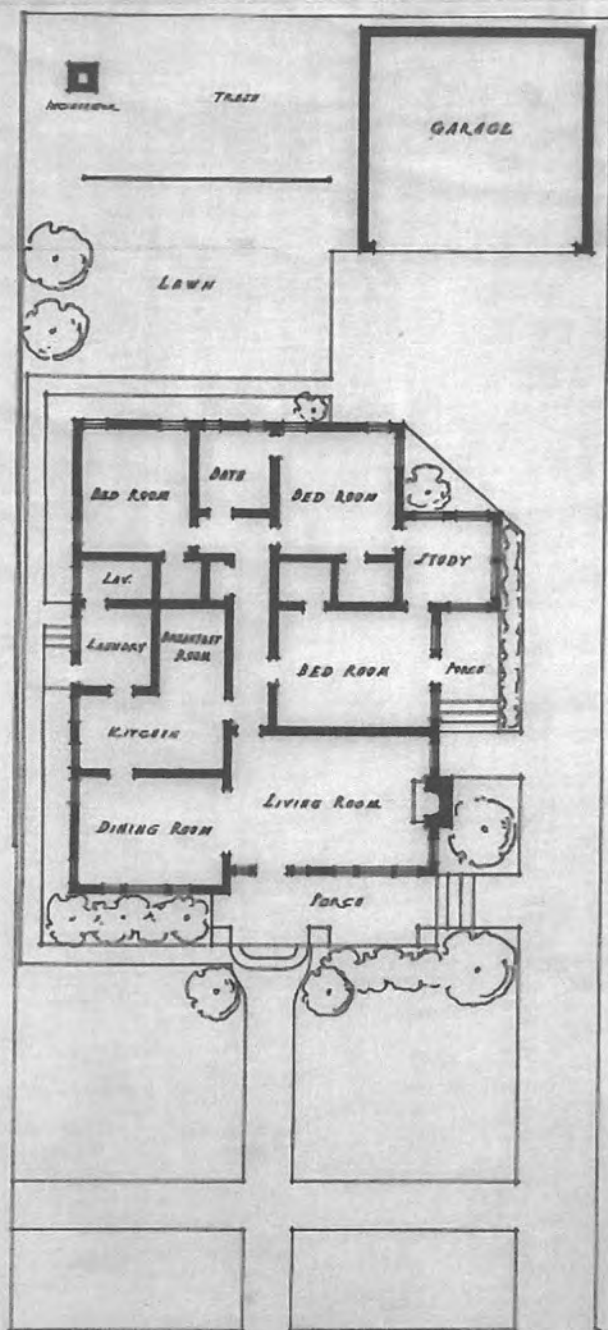 INCINERATOR
TRASH
GARAGE
LAWN
BED ROOM
BATH
BED ROOM
STUDY
LAV.
LAUNDRY
BREAKFAST
ROOM
BED ROOM
PORCH
KITCHEN
LIVING ROOM
DINING ROOM
PORCH